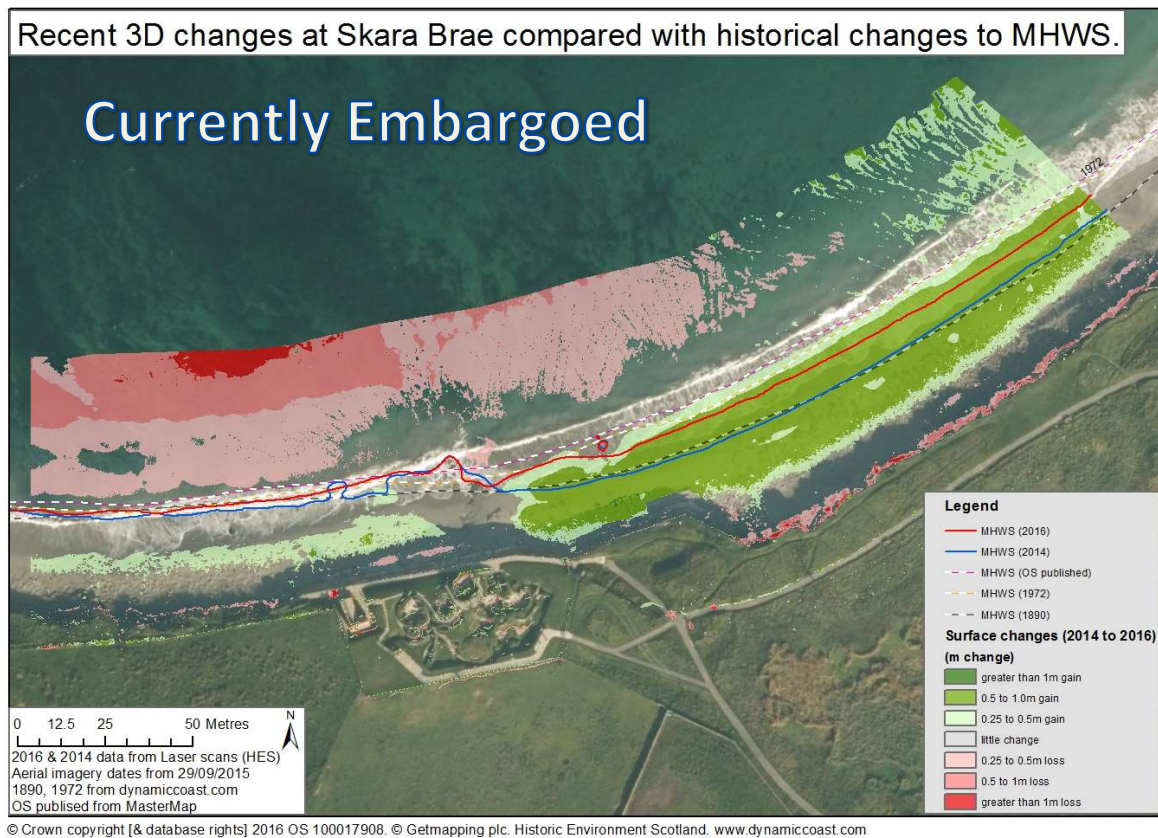 Recent 3D changes at Skara Brae compared with historical changes to MHWS.
Currently Embargoed
1972
Legend
MHWS (2016)
MHWS (2014)
MHWS (OS published)
MHWS (1972)
MHWS (1890)
Surface changes (2014 to 2016)
(m change)
greater than 1m gain
0.5 to 1.0m gain
0.25 to 0.5m gain
little change
0.25 to 0.5m loss
0.5 to 1m loss
greater than 1m loss
0 12.5 25 50 Metres
N
2016 & 2014 data from Laser scans (HES)
Aerial imagery dates from 29/09/2015
1890, 1972 from dynamiccoast.com
OS publised from MasterMap
© Crown copyright [& database rights] 2016 OS 100017908. © Getmapping plc. Historic Environment Scotland. www.dynamiccoast.com